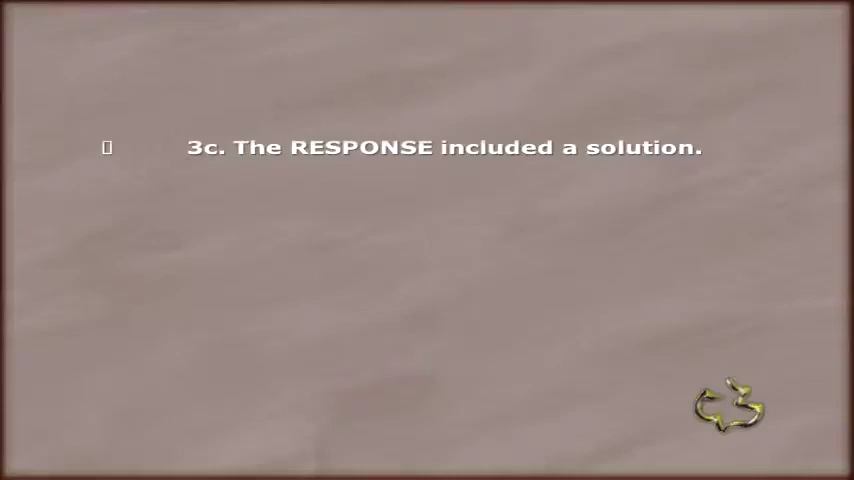 3c. The RESPONSE included a solution.